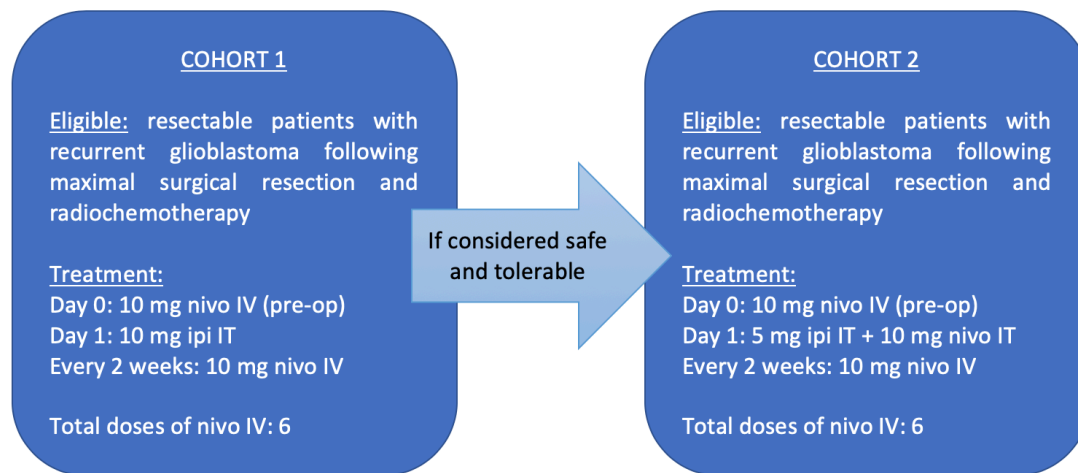 COHORT 1
Eligible: resectable patients with
recurrent glioblastoma following
maximal surgical resection and
radiochemotherapy
Treatment:
Day 0: 10 mg nivo IV (pre-op)
Day 1: 10 mg ipi IT
Every 2 weeks: 10 mg nivo IV
Total doses of nivo IV: 6
If considered safe
and tolerable
COHORT 2
Eligible: resectable patients with
recurrent glioblastoma following
maximal surgical resection and
radiochemotherapy
Treatment:
Day 0: 10 mg nivo IV (pre-op)
Day 1: 5 mg ipi IT + 10 mg nivo IT
Every 2 weeks: 10 mg nivo IV
Total doses of nivo IV: 6